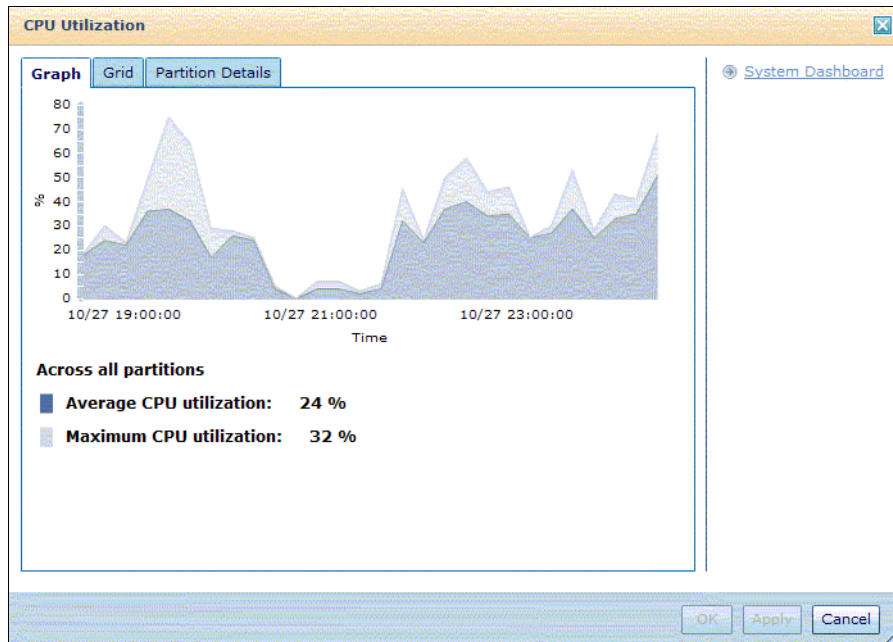 CPU Utilization
Graph Grid Partition Details
System Dashboard
80
70
60
50
40
30
20
10
0
%
10/27 19:00:00 10/27 21:00:00 10/27 23:00:00
Time
Across all partitions
Average CPU utilization: 24 %
Maximum CPU utilization: 32 %
OK Apply Cancel